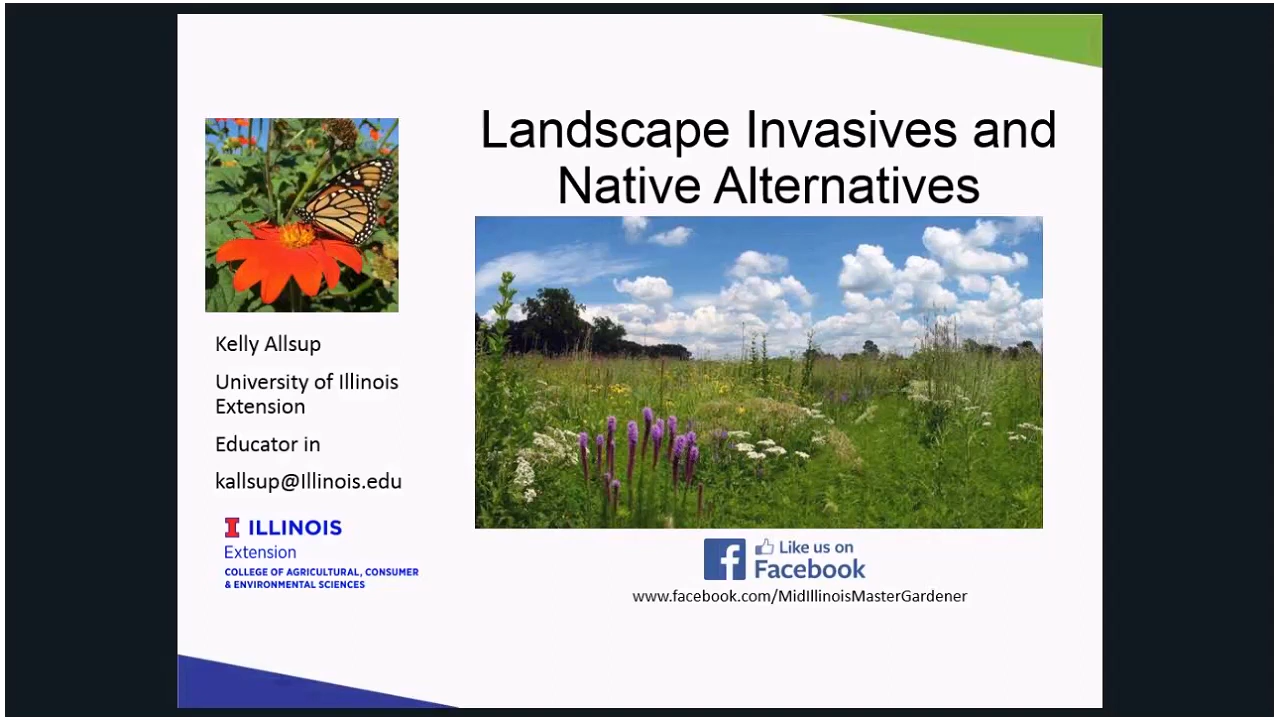 Landscape Invasives and
Native Alternatives
Kelly Allsup
University of Illinois
Extension
Educator in
kallsup@Illinois.edu
I ILLINOIS
Extension
COLLEGE OF AGRICULTURAL, CONSUMER
& ENVIRONMENTAL SCIENCES
f Like us on
Facebook
www.facebook.com/MidIllinoisMasterGardener